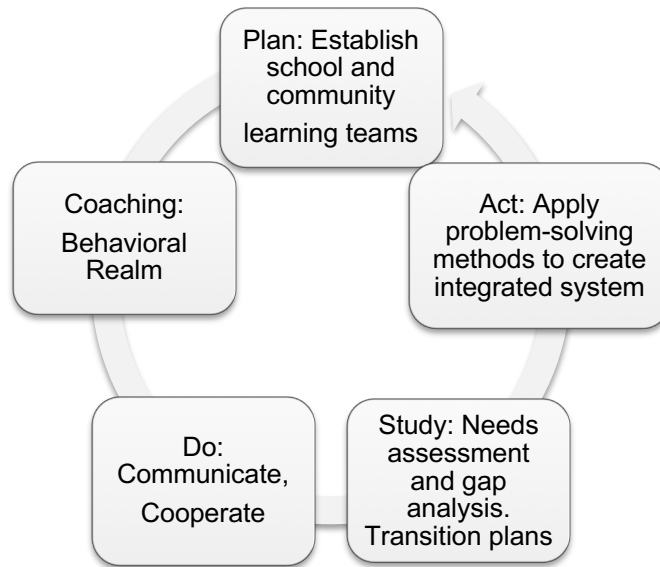 Plan: Establish
school and
community
learning teams
Coaching:
Behavioral
Realm
Act: Apply
problem-solving
methods to create
integrated system
Do:
Communicate,
Cooperate
Study: Needs
assessment
and gap
analysis.
Transition plans